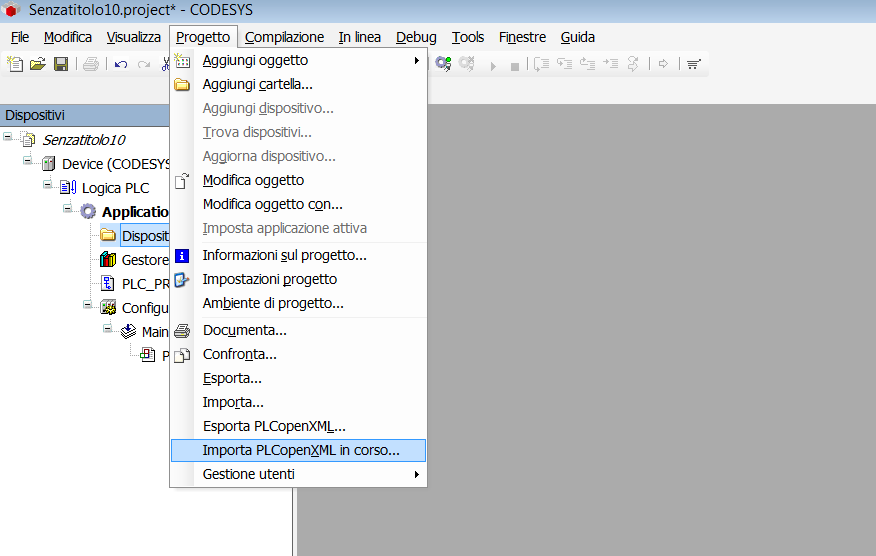 Senzatitolo10.project* - CODESYS
File Modifica Visualizza Progetto Compilazione In linea Debug Tools Finestre Guida
Dispositivi
Senzatitolo10
Device (CODESYS
Logica PLC
Applicatio
Disposit
Gestore
PLC_PR
Configu
Main
P
Aggiungi oggetto
Aggiungi cartella...
Aggiungi dispositivo...
Trova dispositivi...
Aggiorna dispositivo...
Modifica oggetto
Modifica oggetto con...
Imposta applicazione attiva
Informazioni sul progetto...
Impostazioni progetto
Ambiente di progetto...
Documenta...
Confronta...
Esporta...
Importa...
Esporta PLCopenXML...
Importa PLCopenXML in corso...
Gestione utenti